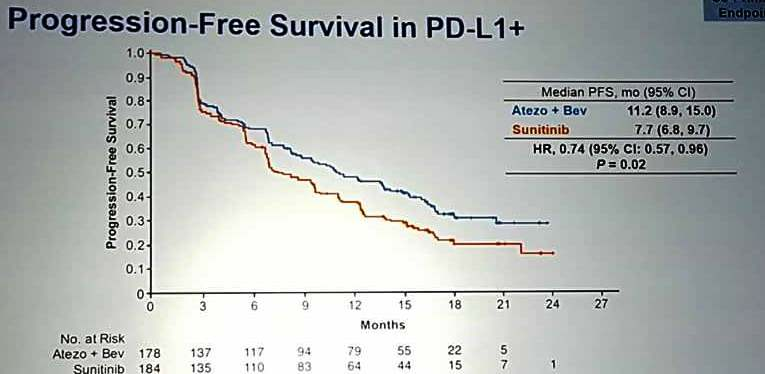 Endpoi
Progression-Free Survival in PD-L1+
1.0
0.9
0.8
0.7
0.6
0.5
0.4
0.3
0.2
0.1
0
Progression-Free Survival
Median PFS, mo (95% CI)
Atezo + Bev 11.2 (8.9, 15.0)
Sunitinib 7.7 (6.8, 9.7)
HR, 0.74 (95% CI: 0.57, 0.96)
P = 0.02
0 3 6 9 12 15 18 21 24 27
Months
No. at Risk
Atezo + Bev 178 137 117 94 79 55 22 5
Sunitinib 184 135 110 83 64 44 15 7 1